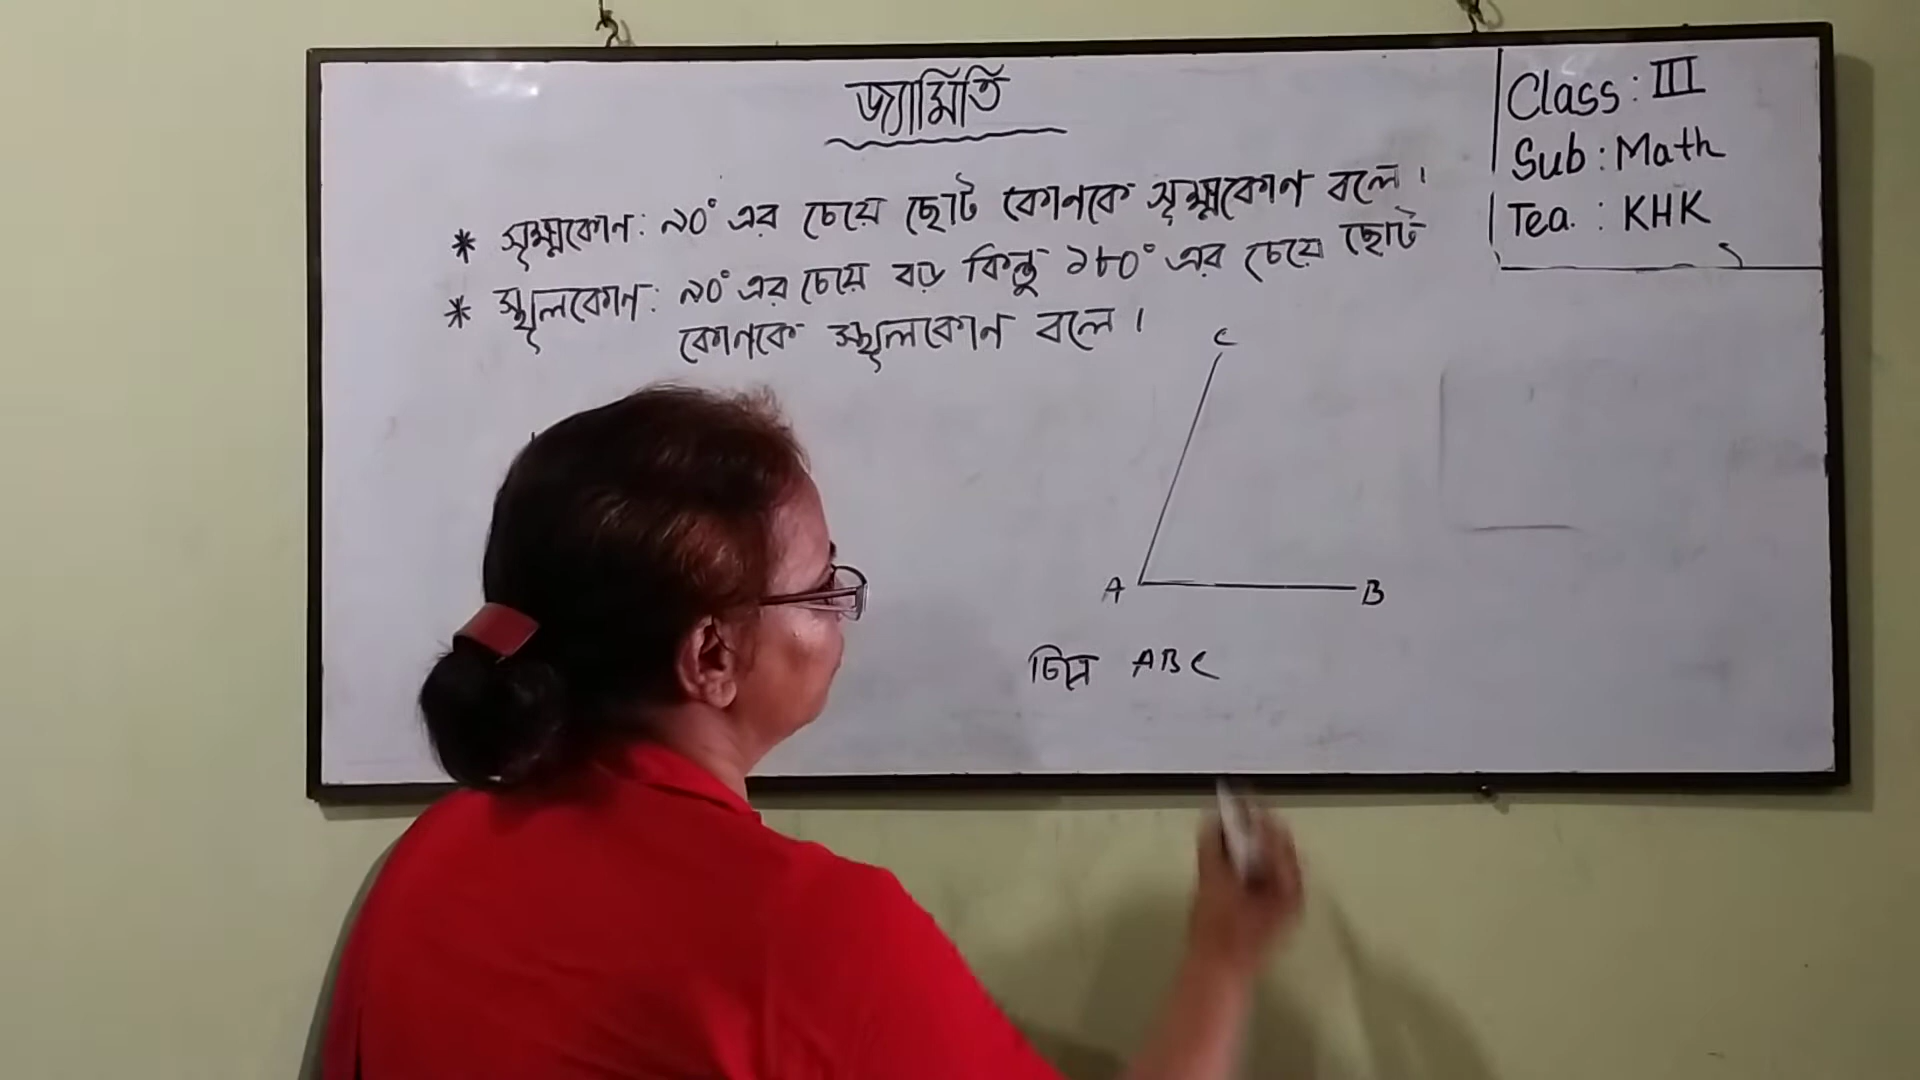 জ্যামিতি
Class: III
Sub: Math
Tea. : KHK
* সূক্ষ্মকোণ: ৯০° এর চেয়ে ছোট কোণকে সূক্ষ্মকোণ বলে।
* স্থূলকোণ: ৯০° এর চেয়ে বড় কিন্তু ১৮০° এর চেয়ে ছোট
কোণকে স্থূলকোণ বলে।
C
A B
চিত্র ABC